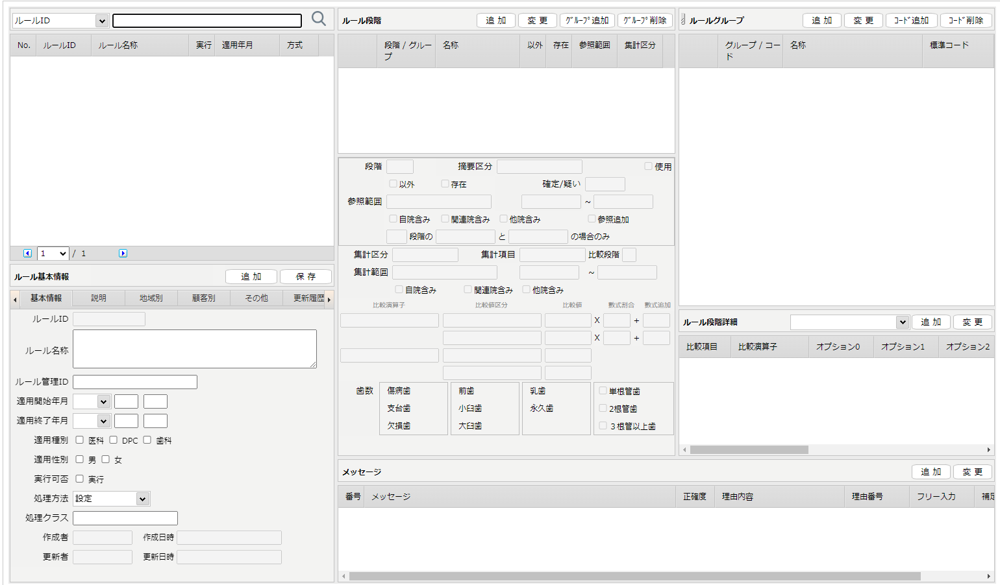 ルールID
No. ルールID ルール名称 実行 適用年月 方式
1 / 1
ルール基本情報 追 加 保 存
基本情報 説明 地域別 顧客別 その他 更新履歴
ルールID
ルール名称
ルール管理ID
適用開始年月
適用終了年月
適用種別 医科 DPC 歯科
適用性別 男 女
実行可否 実行
処理方法 設定
処理クラス
作成者 作成日時
更新者 更新日時
ルール段階 追 加 変 更 ｸﾞﾙｰﾌﾟ追加 ｸﾞﾙｰﾌﾟ削除
段階 / グルー
プ 名称 以外 存在 参照範囲 集計区分
段階 摘要区分 使用
以外 存在 確定/疑い
参照範囲 ～
自院含み 関連院含み 他院含み 参照追加
段階の と の場合のみ
集計区分 集計項目 比較段階
集計範囲 ～
自院含み 関連院含み 他院含み
比較演算子 比較値区分 比較値 数式割合 数式追加
X +
X +
歯数 傷病歯 前歯 乳歯 単根管歯
支台歯 小臼歯 永久歯 2根管歯
欠損歯 大臼歯 ３根管以上歯
ルールグループ 追 加 変 更 ｺｰﾄﾞ追加 ｺｰﾄﾞ削除
グループ / コー
ド 名称 標準コード
ルール段階詳細 追 加 変 更
比較項目 比較演算子 オプション0 オプション1 オプション2
メッセージ 追 加 変 更
番号 メッセージ 正確度 理由内容 理由番号 フリー入力 補足